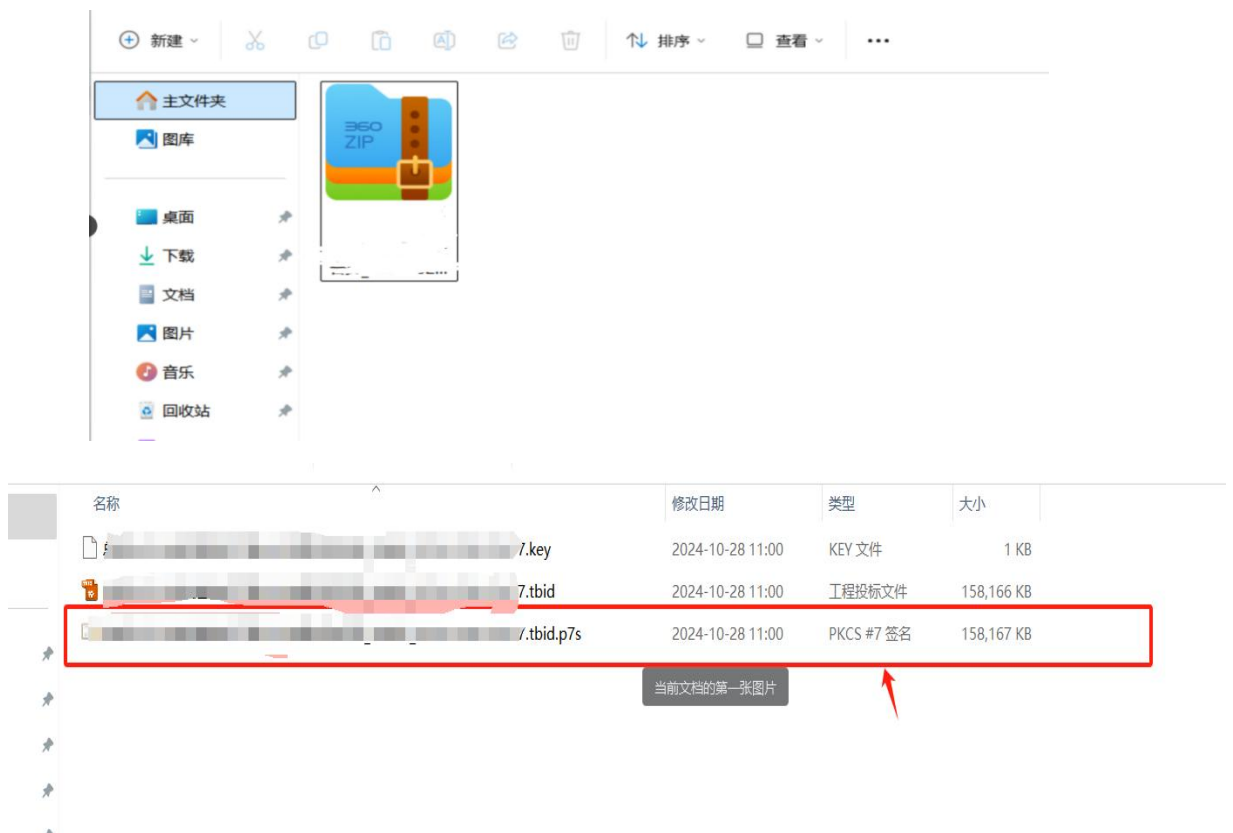 新建 排序 查看 •••
主文件夹
图库
360
ZIP
桌面
下载
文档
图片
音乐
回收站
名称 修改日期 类型 大小
7.key 2024-10-28 11:00 KEY 文件 1 KB
7.tbid 2024-10-28 11:00 工程投标文件 158,166 KB
7.tbid.p7s 2024-10-28 11:00 PKCS #7 签名 158,167 KB
当前文档的第一张图片